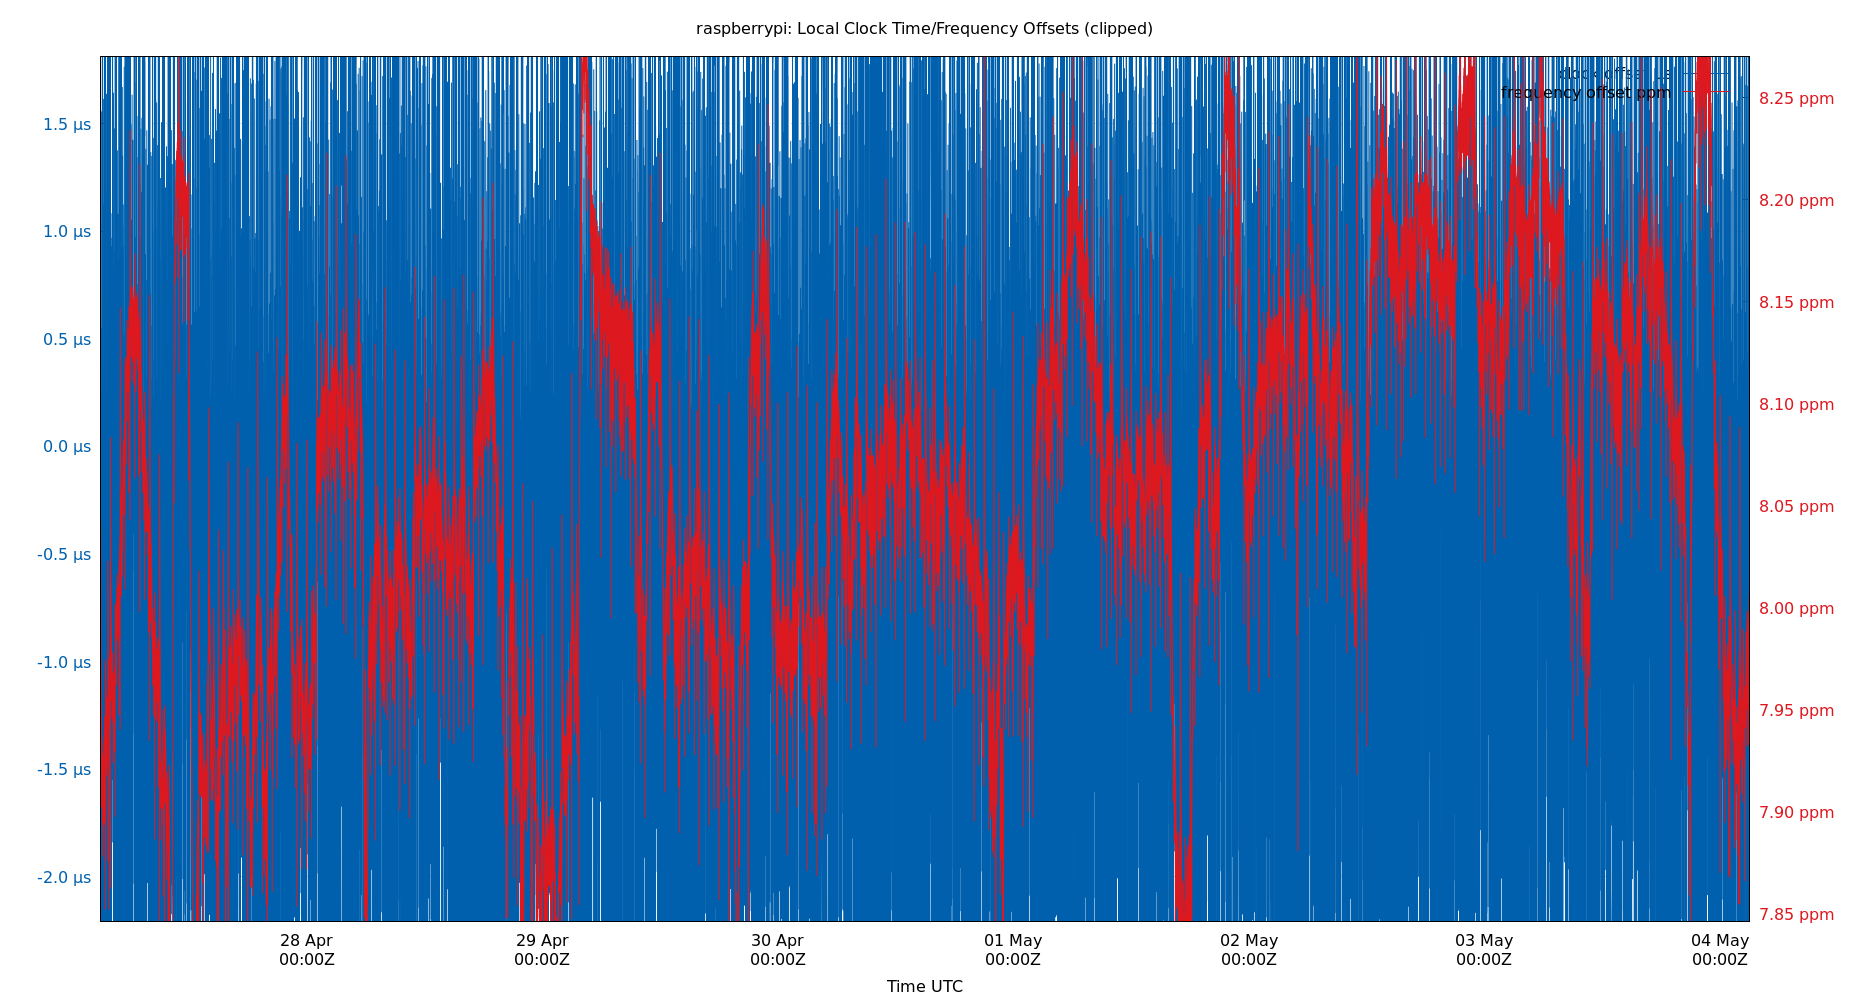 raspberrypi: Local Clock Time/Frequency Offsets (clipped)
clock offset
frequency offset ppm
1.5 µs
1.0 µs
0.5 µs
0.0 µs
-0.5 µs
-1.0 µs
-1.5 µs
-2.0 µs
8.25 ppm
8.20 ppm
8.15 ppm
8.10 ppm
8.05 ppm
8.00 ppm
7.95 ppm
7.90 ppm
7.85 ppm
28 Apr
00:00Z
29 Apr
00:00Z
30 Apr
00:00Z
01 May
00:00Z
02 May
00:00Z
03 May
00:00Z
04 May
00:00Z
Time UTC